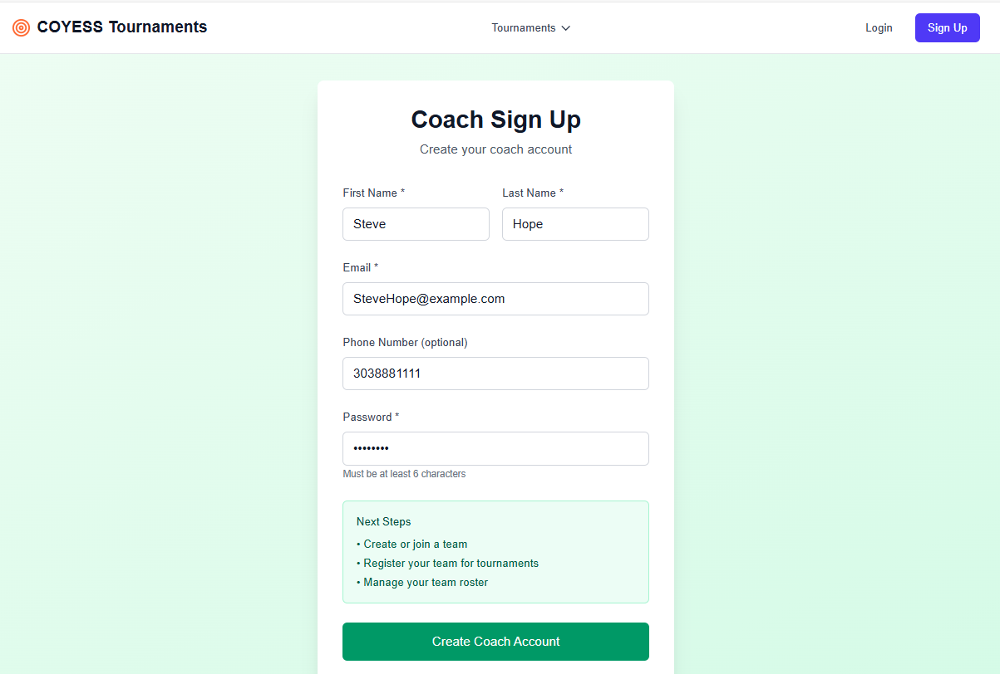 COYESS Tournaments
Tournaments
Login
Sign Up
Coach Sign Up
Create your coach account
First Name *
Last Name *
Steve
Hope
Email *
SteveHope@example.com
Phone Number (optional)
3038881111
Password *
••••••••
Must be at least 6 characters
Next Steps
• Create or join a team
• Register your team for tournaments
• Manage your team roster
Create Coach Account